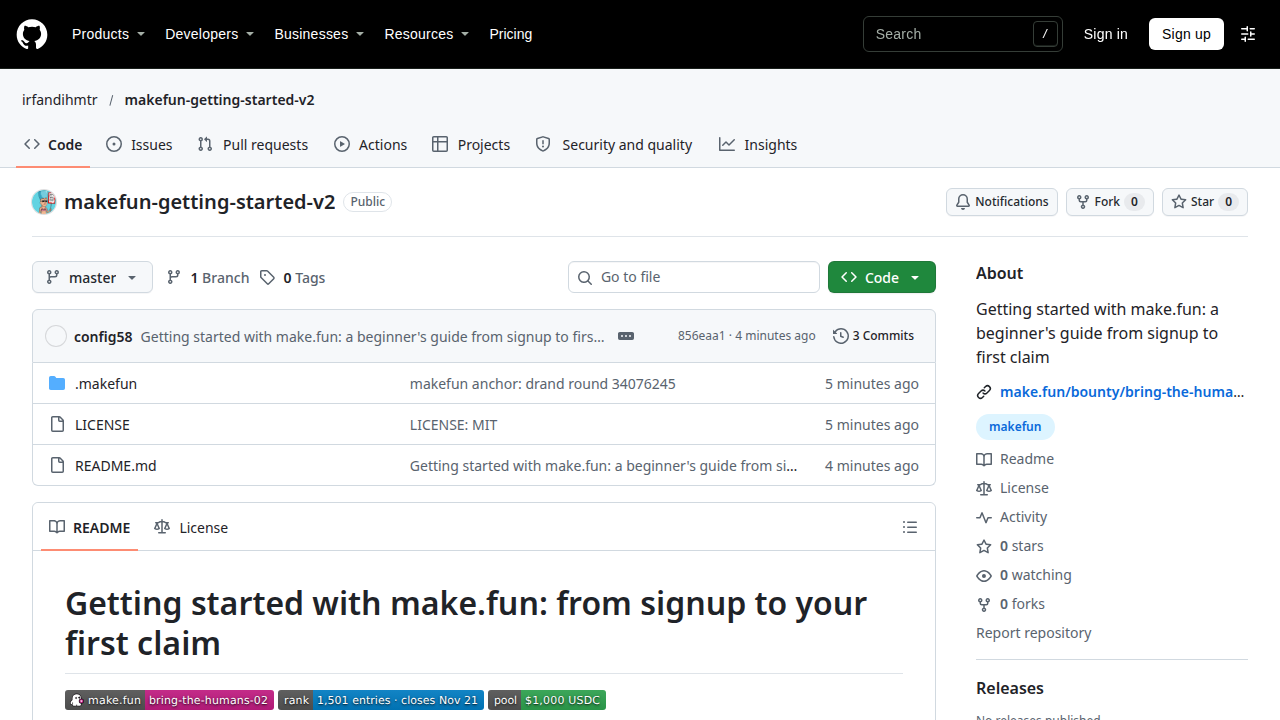 Products Developers Businesses Resources Pricing Search / Sign in Sign up
irfandihmtr / makefun-getting-started-v2
Code Issues Pull requests Actions Projects Security and quality Insights
makefun-getting-started-v2 Public Notifications Fork 0 Star 0
master 1 Branch 0 Tags Go to file Code
config58 Getting started with make.fun: a beginner's guide from signup to firs... 856eaa1 · 4 minutes ago 3 Commits
.makefun makefun anchor: drand round 34076245 5 minutes ago
LICENSE LICENSE: MIT 5 minutes ago
README.md Getting started with make.fun: a beginner's guide from si... 4 minutes ago
README License
Getting started with make.fun: from signup to your
first claim
make.fun bring-the-humans-02 rank 1,501 entries · closes Nov 21 pool $1,000 USDC
About
Getting started with make.fun: a
beginner's guide from signup to
first claim
make.fun/bounty/bring-the-huma...
makefun
Readme
License
Activity
0 stars
0 watching
0 forks
Report repository
Releases
No releases published